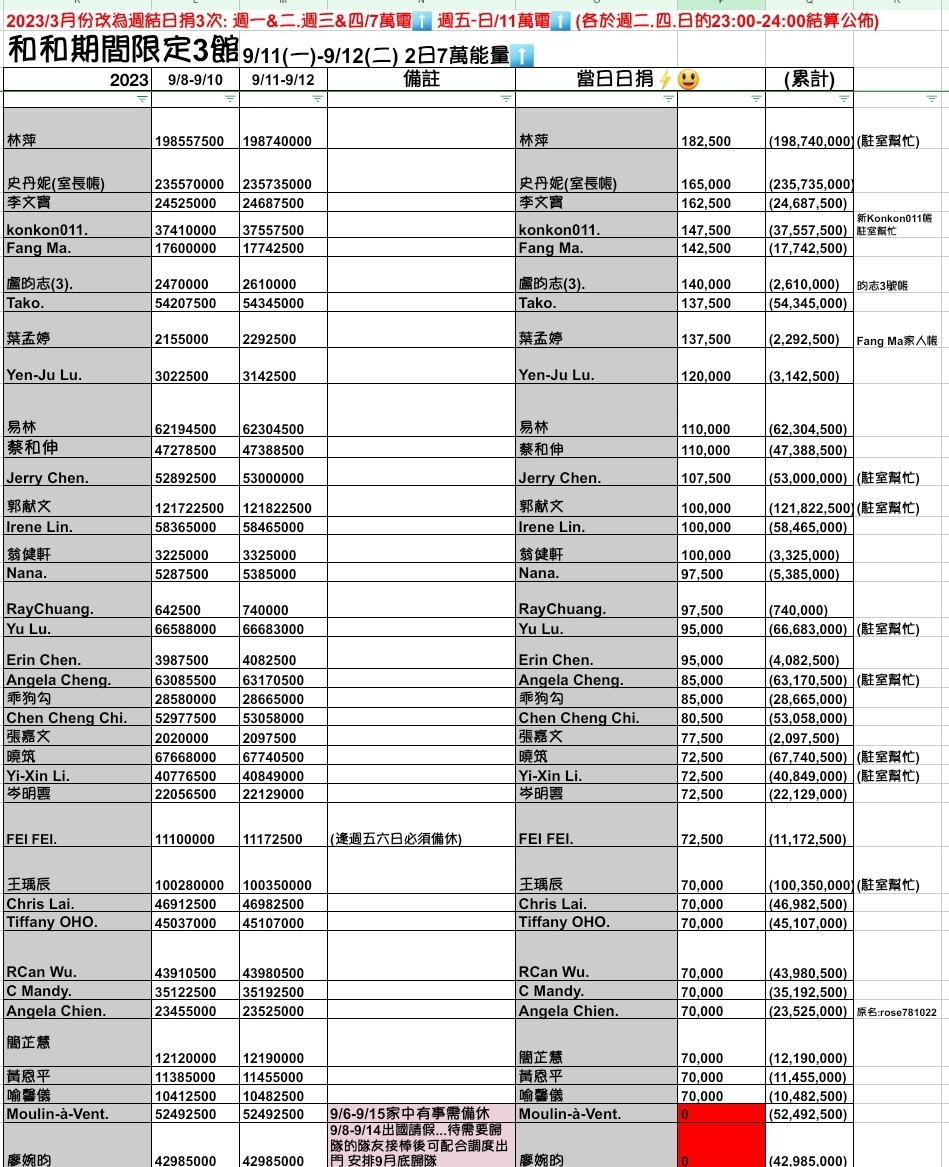 2023/3月份改為週結日捐3次: 週一&二.週三&四/7萬電⬆️ 週五-日/11萬電⬆️ (各於週二.四.日的23:00-24:00結算公佈)
和和期間限定3館 9/11(一)-9/12(二) 2日7萬能量⬆️
2023 9/8-9/10 9/11-9/12 備註 當日日捐⚡😃 (累計)
林萍 198557500 198740000 林萍 182,500 (198,740,000) (駐室幫忙)
史丹妮(室長帳) 235570000 235735000 史丹妮(室長帳) 165,000 (235,735,000)
李文寶 24525000 24687500 李文寶 162,500 (24,687,500)
新Konkon011帳
konkon011. 37410000 37557500 konkon011. 147,500 (37,557,500) 駐室幫忙
Fang Ma. 17600000 17742500 Fang Ma. 142,500 (17,742,500)
盧昀志(3). 2470000 2610000 盧昀志(3). 140,000 (2,610,000) 昀志3號帳
Tako. 54207500 54345000 Tako. 137,500 (54,345,000)
葉孟婷 2155000 2292500 葉孟婷 137,500 (2,292,500) Fang Ma家人帳
Yen-Ju Lu. 3022500 3142500 Yen-Ju Lu. 120,000 (3,142,500)
易林 62194500 62304500 易林 110,000 (62,304,500)
蔡和伸 47278500 47388500 蔡和伸 110,000 (47,388,500)
Jerry Chen. 52892500 53000000 Jerry Chen. 107,500 (53,000,000) (駐室幫忙)
郭献文 121722500 121822500 郭献文 100,000 (121,822,500) (駐室幫忙)
Irene Lin. 58365000 58465000 Irene Lin. 100,000 (58,465,000)
翁健軒 3225000 3325000 翁健軒 100,000 (3,325,000)
Nana. 5287500 5385000 Nana. 97,500 (5,385,000)
RayChuang. 642500 740000 RayChuang. 97,500 (740,000)
Yu Lu. 66588000 66683000 Yu Lu. 95,000 (66,683,000) (駐室幫忙)
Erin Chen. 3987500 4082500 Erin Chen. 95,000 (4,082,500)
Angela Cheng. 63085500 63170500 Angela Cheng. 85,000 (63,170,500) (駐室幫忙)
乖狗勾 28580000 28665000 乖狗勾 85,000 (28,665,000)
Chen Cheng Chi. 52977500 53058000 Chen Cheng Chi. 80,500 (53,058,000)
張嘉文 2020000 2097500 張嘉文 77,500 (2,097,500)
曉筑 67668000 67740500 曉筑 72,500 (67,740,500) (駐室幫忙)
Yi-Xin Li. 40776500 40849000 Yi-Xin Li. 72,500 (40,849,000) (駐室幫忙)
岑明雲 22056500 22129000 岑明雲 72,500 (22,129,000)
FEI FEI. 11100000 11172500 (逢週五六日必須備休) FEI FEI. 72,500 (11,172,500)
王瑀辰 100280000 100350000 王瑀辰 70,000 (100,350,000) (駐室幫忙)
Chris Lai. 46912500 46982500 Chris Lai. 70,000 (46,982,500)
Tiffany OHO. 45037000 45107000 Tiffany OHO. 70,000 (45,107,000)
RCan Wu. 43910500 43980500 RCan Wu. 70,000 (43,980,500)
C Mandy. 35122500 35192500 C Mandy. 70,000 (35,192,500)
Angela Chien. 23455000 23525000 Angela Chien. 70,000 (23,525,000) 原名:rose781022
簡芷慧 12120000 12190000 簡芷慧 70,000 (12,190,000)
黃恩平 11385000 11455000 黃恩平 70,000 (11,455,000)
喻馨儀 10412500 10482500 喻馨儀 70,000 (10,482,500)
Moulin-à-Vent. 52492500 52492500 9/6-9/15家中有事需備休 Moulin-à-Vent. 0 (52,492,500)
9/8-9/14出國請假...待需要歸
隊的隊友接棒後可配合調度出
廖婉昀 42985000 42985000 門 安排9月底歸隊 廖婉昀 0 (42,985,000)